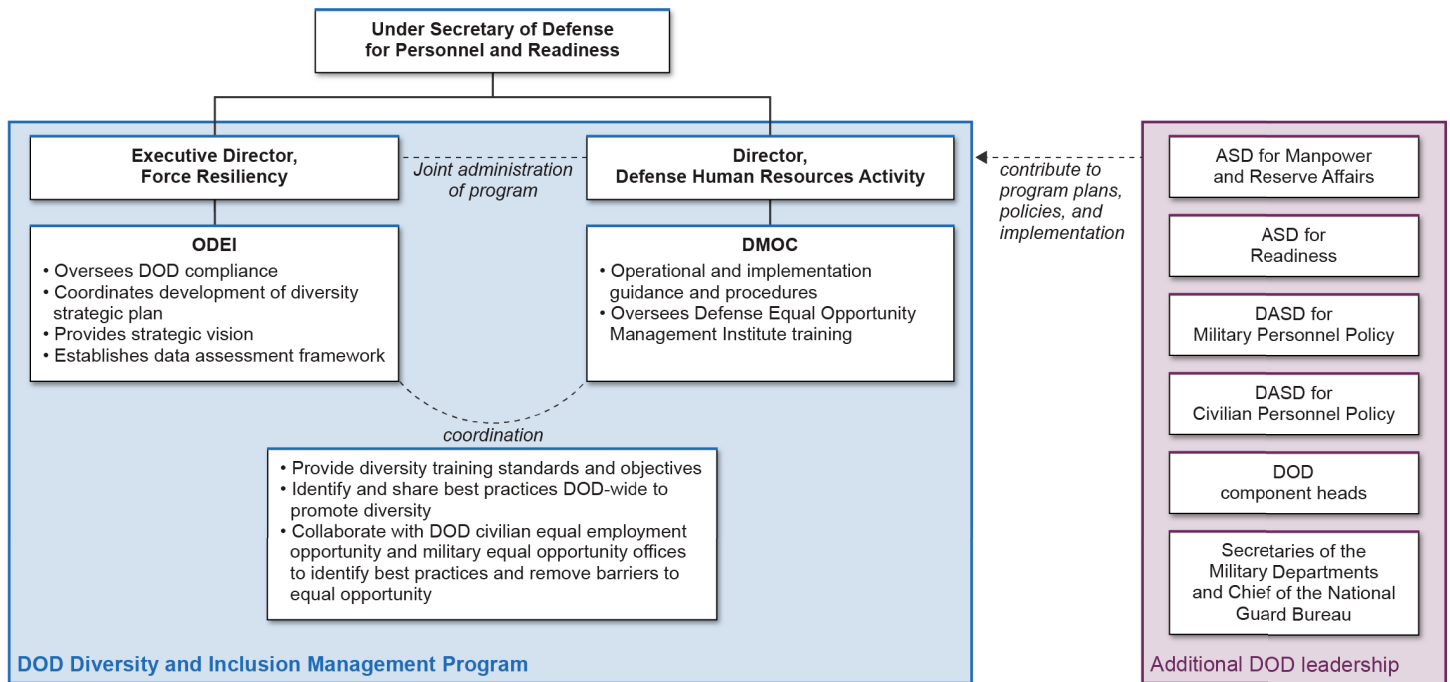 Under Secretary of Defense
for Personnel and Readiness
Executive Director,
Force Resiliency
Joint administration
of program
Director,
Defense Human Resources Activity
ODEI
• Oversees DOD compliance
• Coordinates development of diversity
strategic plan
• Provides strategic vision
• Establishes data assessment framework
DMOC
• Operational and implementation
guidance and procedures
• Oversees Defense Equal Opportunity
Management Institute training
coordination
• Provide diversity training standards and objectives
• Identify and share best practices DOD-wide to
promote diversity
• Collaborate with DOD civilian equal employment
opportunity and military equal opportunity offices
to identify best practices and remove barriers to
equal opportunity
DOD Diversity and Inclusion Management Program
contribute to
program plans,
policies, and
implementation
ASD for Manpower
and Reserve Affairs
ASD for
Readiness
DASD for
Military Personnel Policy
DASD for
Civilian Personnel Policy
DOD
component heads
Secretaries of the
Military Departments
and Chief of the National
Guard Bureau
Additional DOD leadership